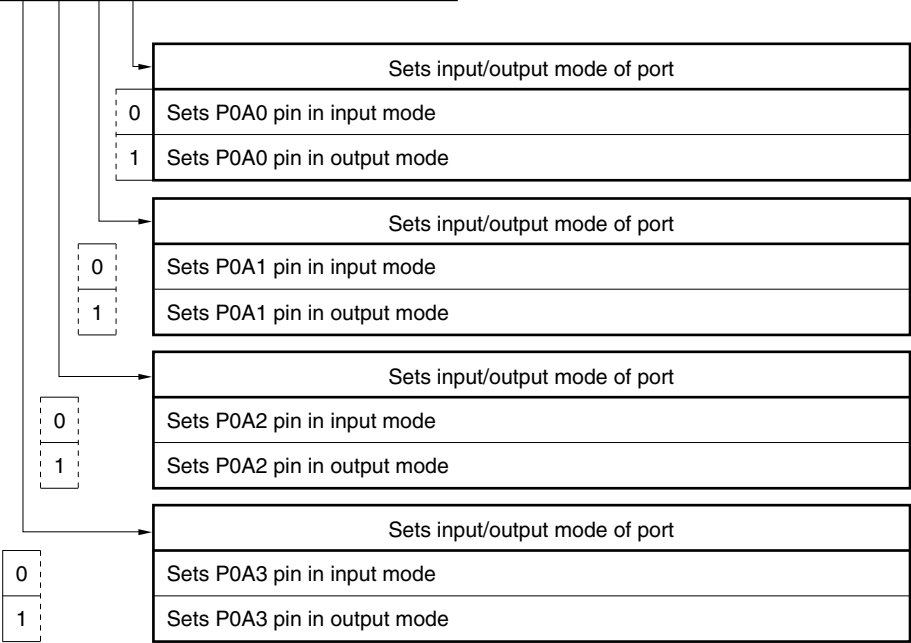 Sets input/output mode of port
0 Sets P0A0 pin in input mode
1 Sets P0A0 pin in output mode
Sets input/output mode of port
0 Sets P0A1 pin in input mode
1 Sets P0A1 pin in output mode
Sets input/output mode of port
0 Sets P0A2 pin in input mode
1 Sets P0A2 pin in output mode
Sets input/output mode of port
0 Sets P0A3 pin in input mode
1 Sets P0A3 pin in output mode